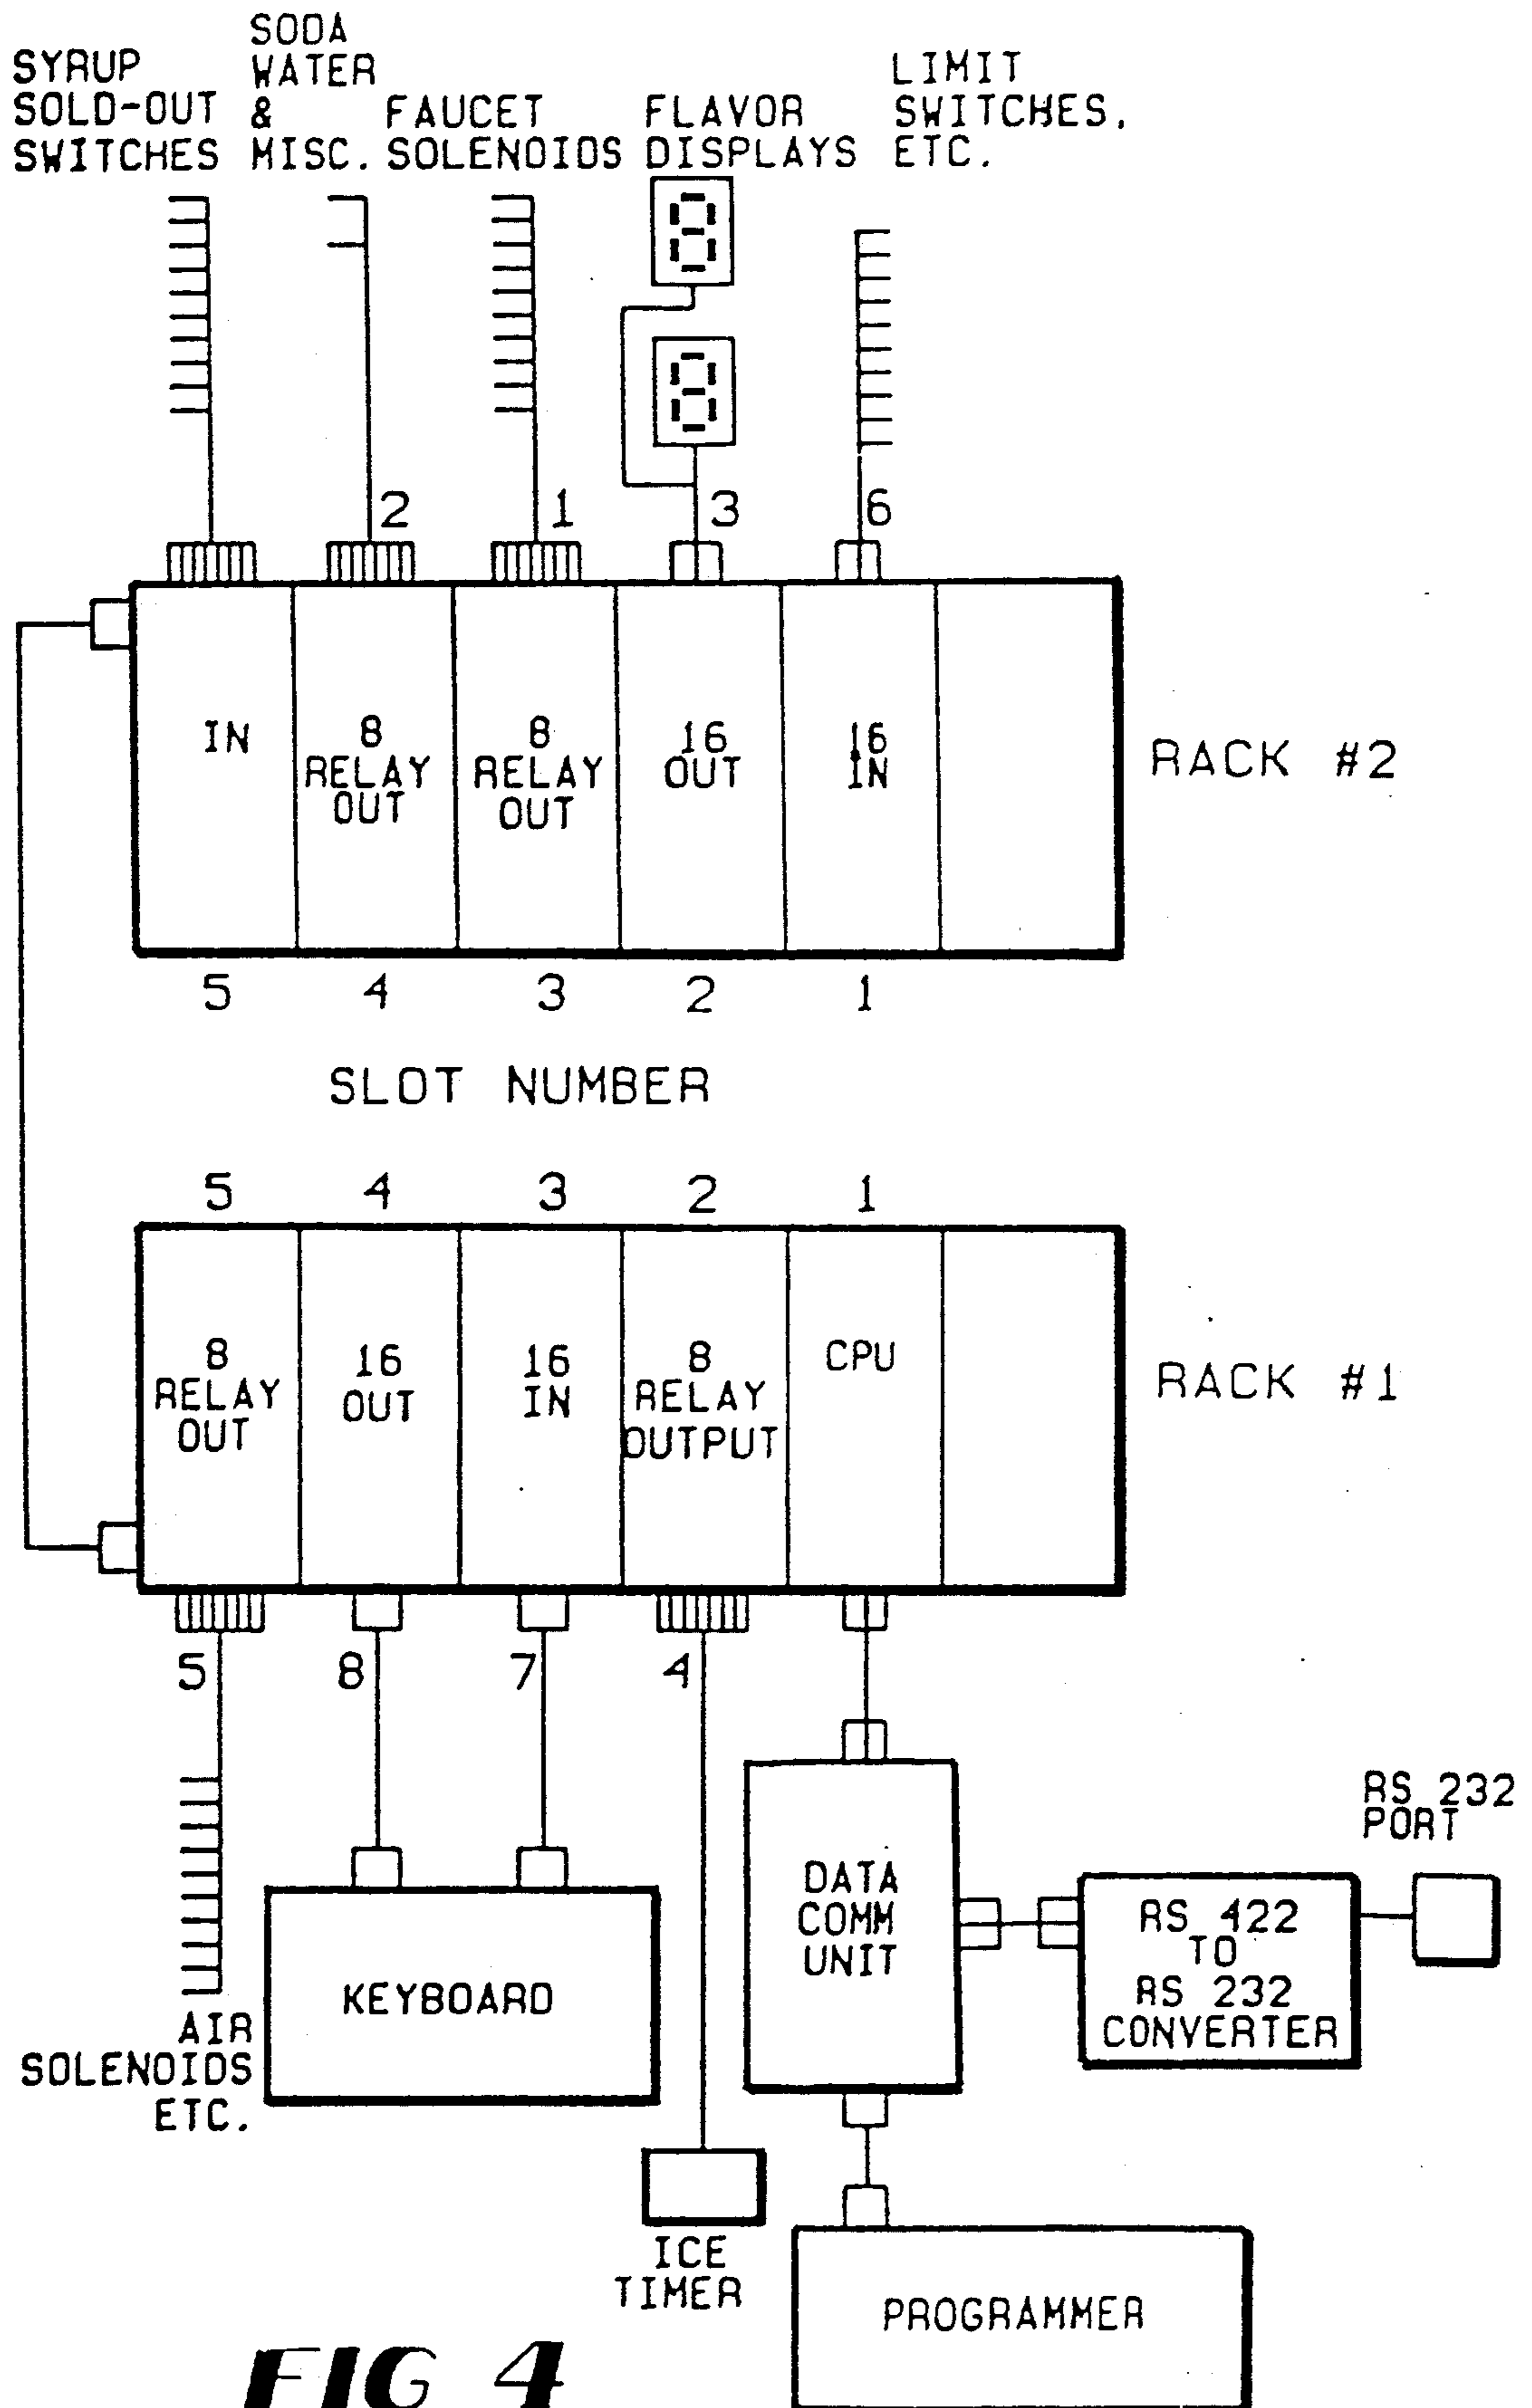 SYRUP
SOLD-OUT
SWITCHES
SODA
WATER
&
MISC.
FAUCET
SOLENOIDS
FLAVOR
DISPLAYS
LIMIT
SWITCHES,
ETC.
8
8
2
1
3
6
IN
8
RELAY
OUT
8
RELAY
OUT
16
OUT
16
IN
RACK #2
5 4 3 2 1
SLOT NUMBER
5 4 3 2 1
8
RELAY
OUT
16
OUT
16
IN
8
RELAY
OUTPUT
CPU
RACK #1
5
8
7
4
AIR
SOLENOIDS
ETC.
KEYBOARD
ICE
TIMER
DATA
COMM
UNIT
RS 422
TO
RS 232
CONVERTER
RS 232
PORT
PROGRAMMER
FIG 4